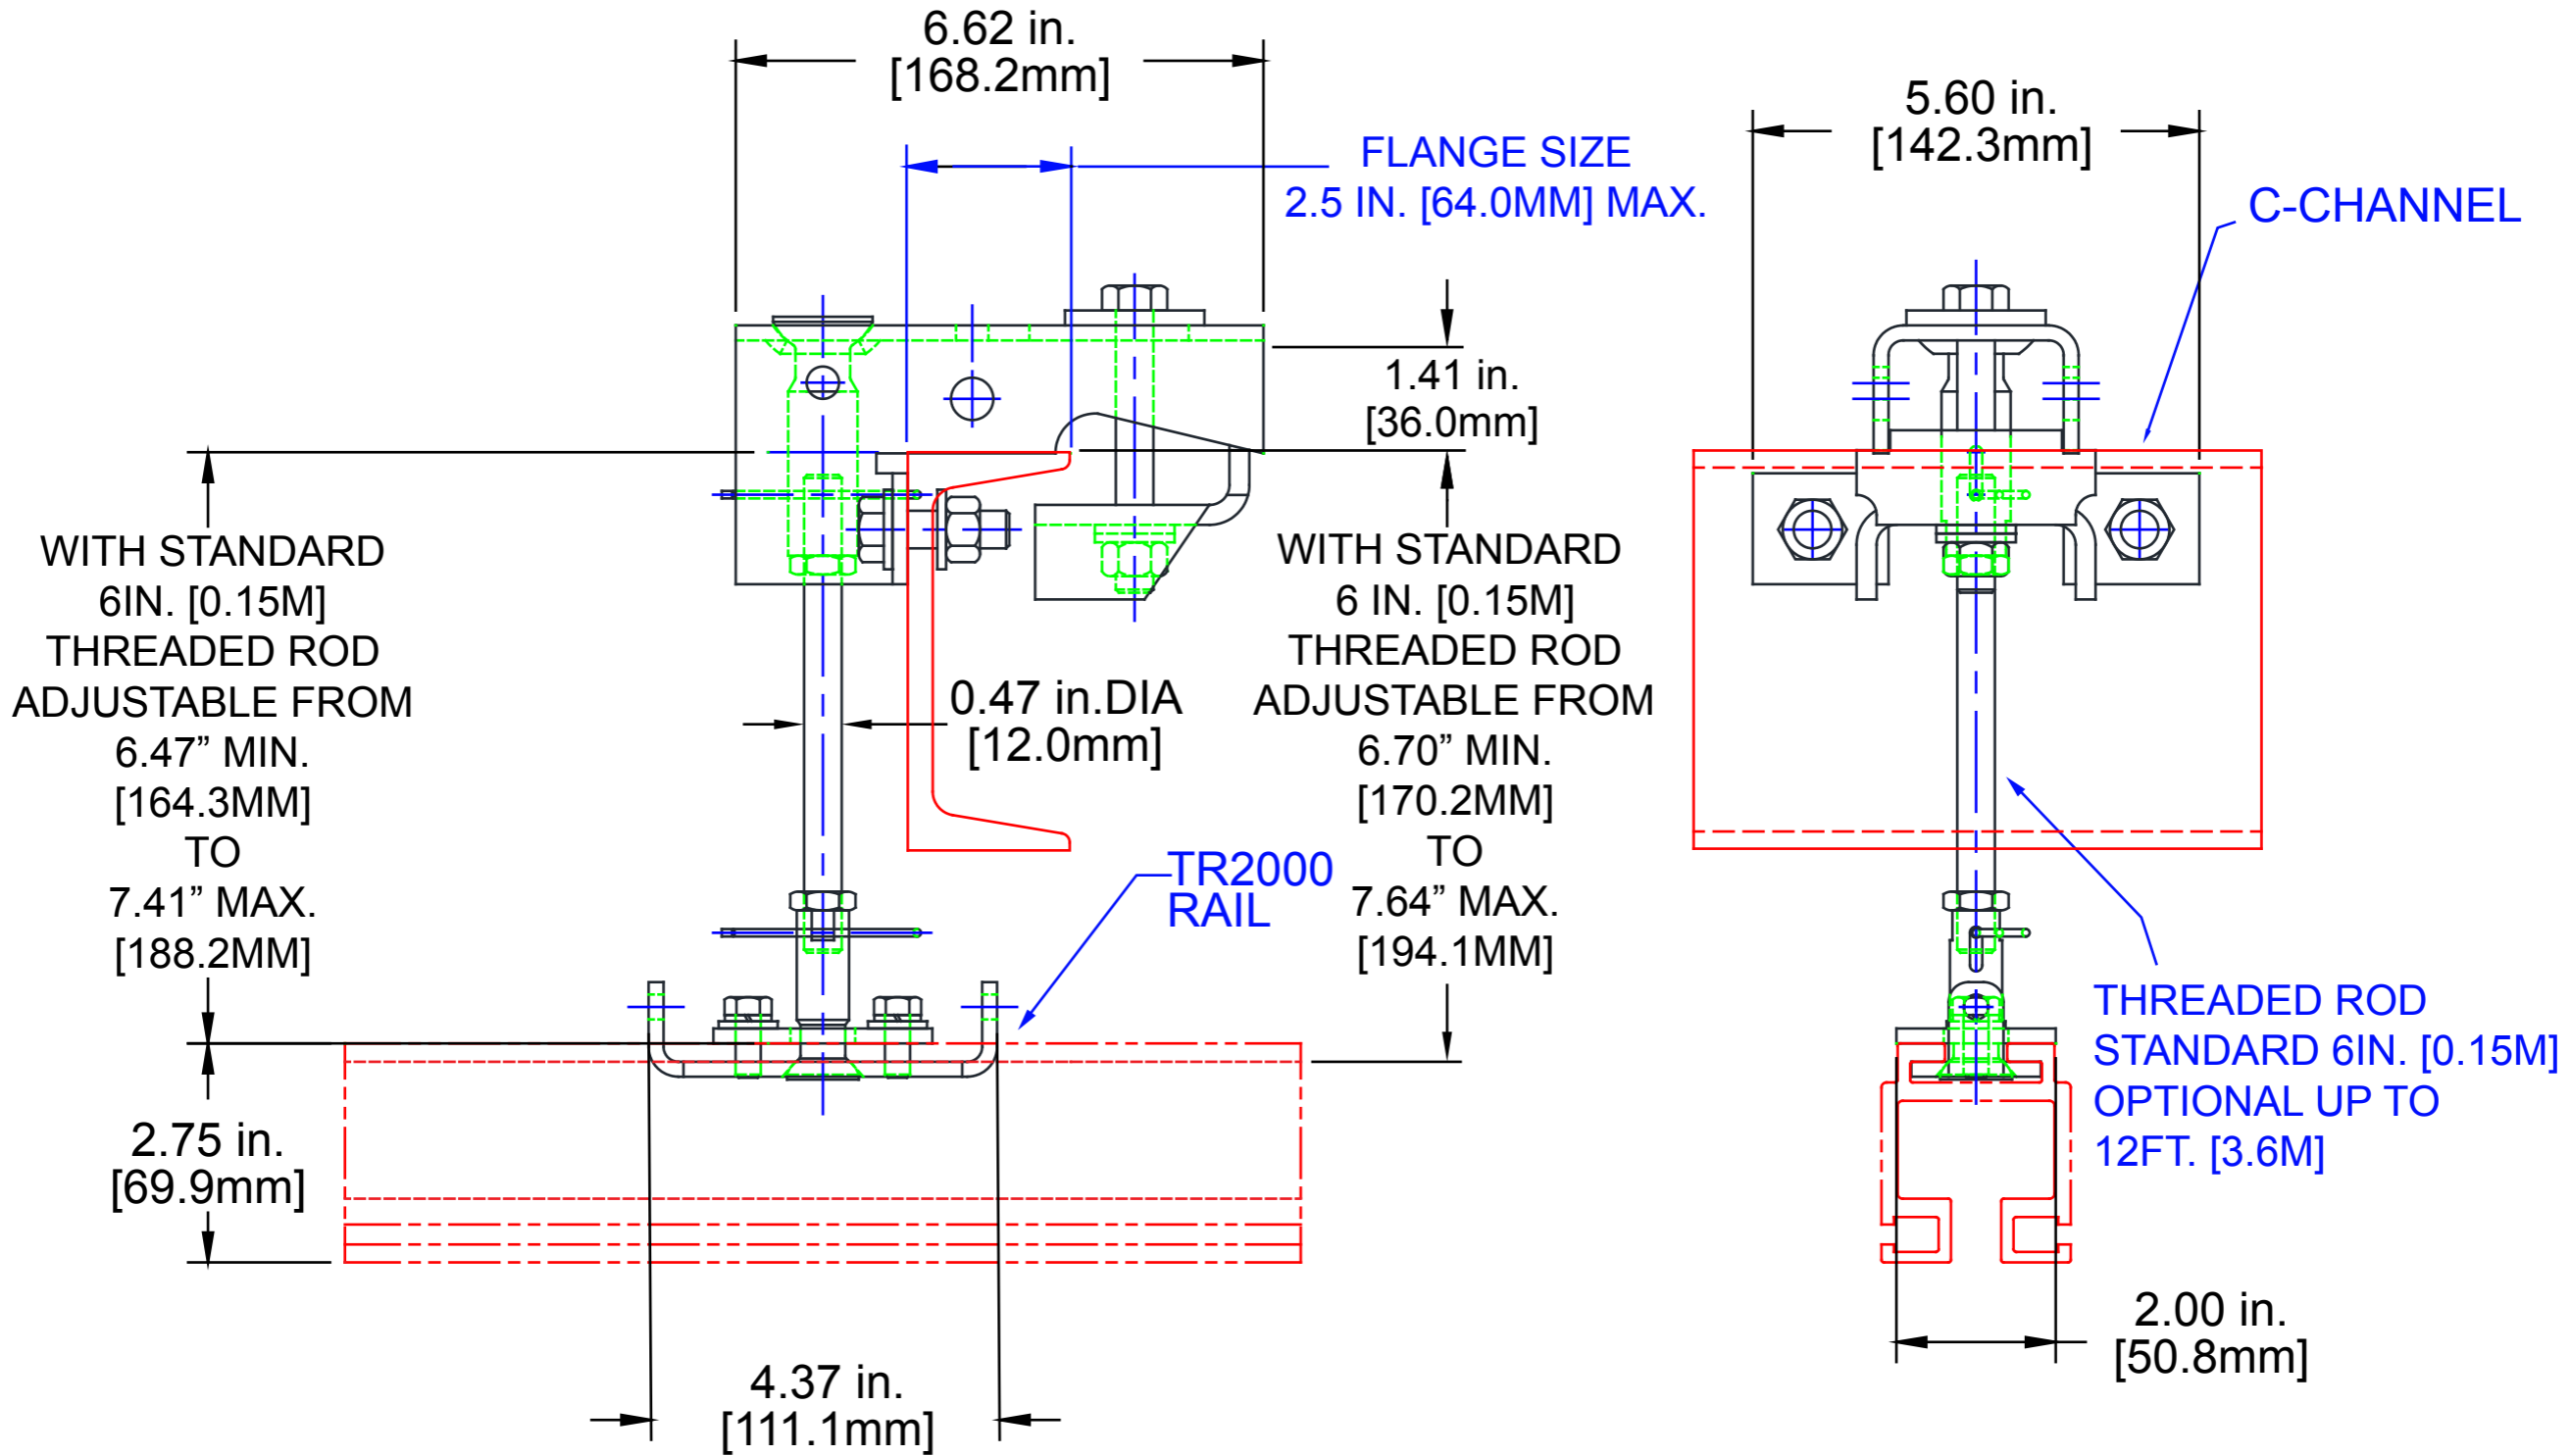 6.62 in.
[168.2mm]
5.60 in.
[142.3mm]
FLANGE SIZE
2.5 IN. [64.0MM] MAX.
C-CHANNEL
1.41 in.
[36.0mm]
WITH STANDARD
6IN. [0.15M]
THREADED ROD
ADJUSTABLE FROM
6.47” MIN.
[164.3MM]
TO
7.41” MAX.
[188.2MM]
0.47 in.DIA
[12.0mm]
WITH STANDARD
6 IN. [0.15M]
THREADED ROD
ADJUSTABLE FROM
6.70” MIN.
[170.2MM]
TO
7.64” MAX.
[194.1MM]
TR2000
RAIL
THREADED ROD
STANDARD 6IN. [0.15M]
OPTIONAL UP TO
12FT. [3.6M]
2.75 in.
[69.9mm]
2.00 in.
[50.8mm]
4.37 in.
[111.1mm]